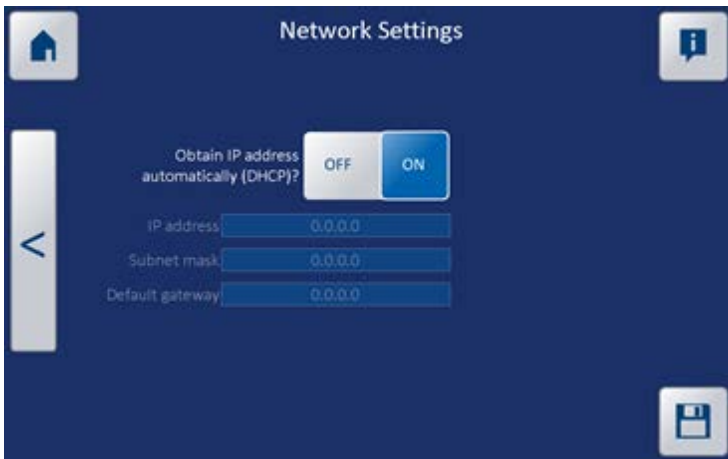 Network Settings
Obtain IP address
automatically (DHCP)?
OFF ON
IP address 0.0.0.0
Subnet mask 0.0.0.0
Default gateway 0.0.0.0